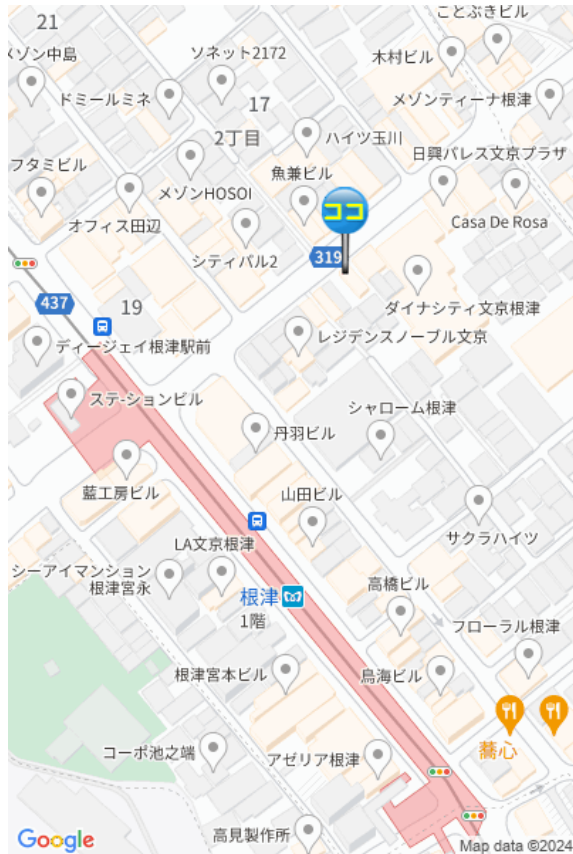 21
ことぶきビル
メゾン中島
ソネット2172
木村ビル
ドミールミネ
17
メゾンティーナ根津
2丁目
ハイツ玉川
フタミビル
日興パレス文京プラザ
メゾンHOSOI
魚兼ビル
ココ
オフィス田辺
Casa De Rosa
シティパル2
319
437
19
ダイナシティ文京根津
ディージェイ根津駅前
レジデンスノーブル文京
ステ-ションビル
シャローム根津
丹羽ビル
藍工房ビル
山田ビル
LA文京根津
サクラハイツ
シーアイマンション
根津宮永
根津
1階
高橋ビル
フローラル根津
根津宮本ビル
鳥海ビル
コーポ池之端
アゼリア根津
蕎心
高見製作所
Google
Map data ©2024